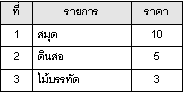 ที่ รายการ ราคา
1 สมุด 10
2 ดินสอ 5
3 ไม้บรรทัด 3